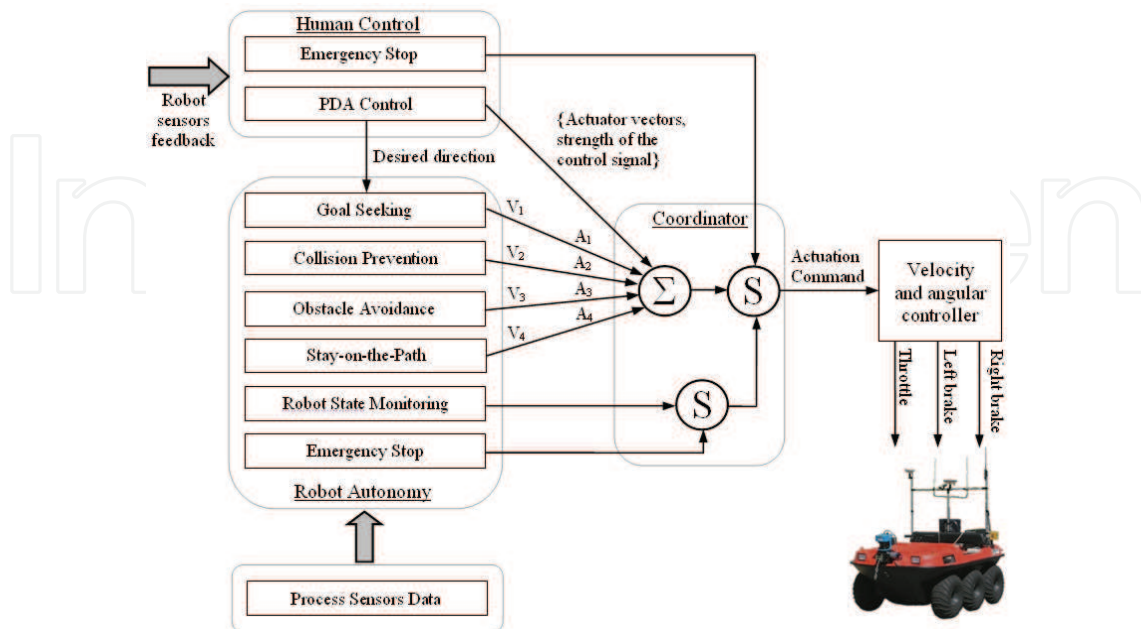 Human Control
Emergency Stop
PDA Control
Robot
sensors
feedback
{Actuator vectors,
strength of the
control signal}
Desired direction
Goal Seeking
Collision Prevention
Obstacle Avoidance
Stay-on-the-Path
Robot State Monitoring
Emergency Stop
Robot Autonomy
V1
V2
V3
V4
A1
A2
A3
A4
Coordinator
Σ
S
S
Actuation
Command
Velocity
and angular
controller
Throttle
Left brake
Right brake
Process Sensors Data